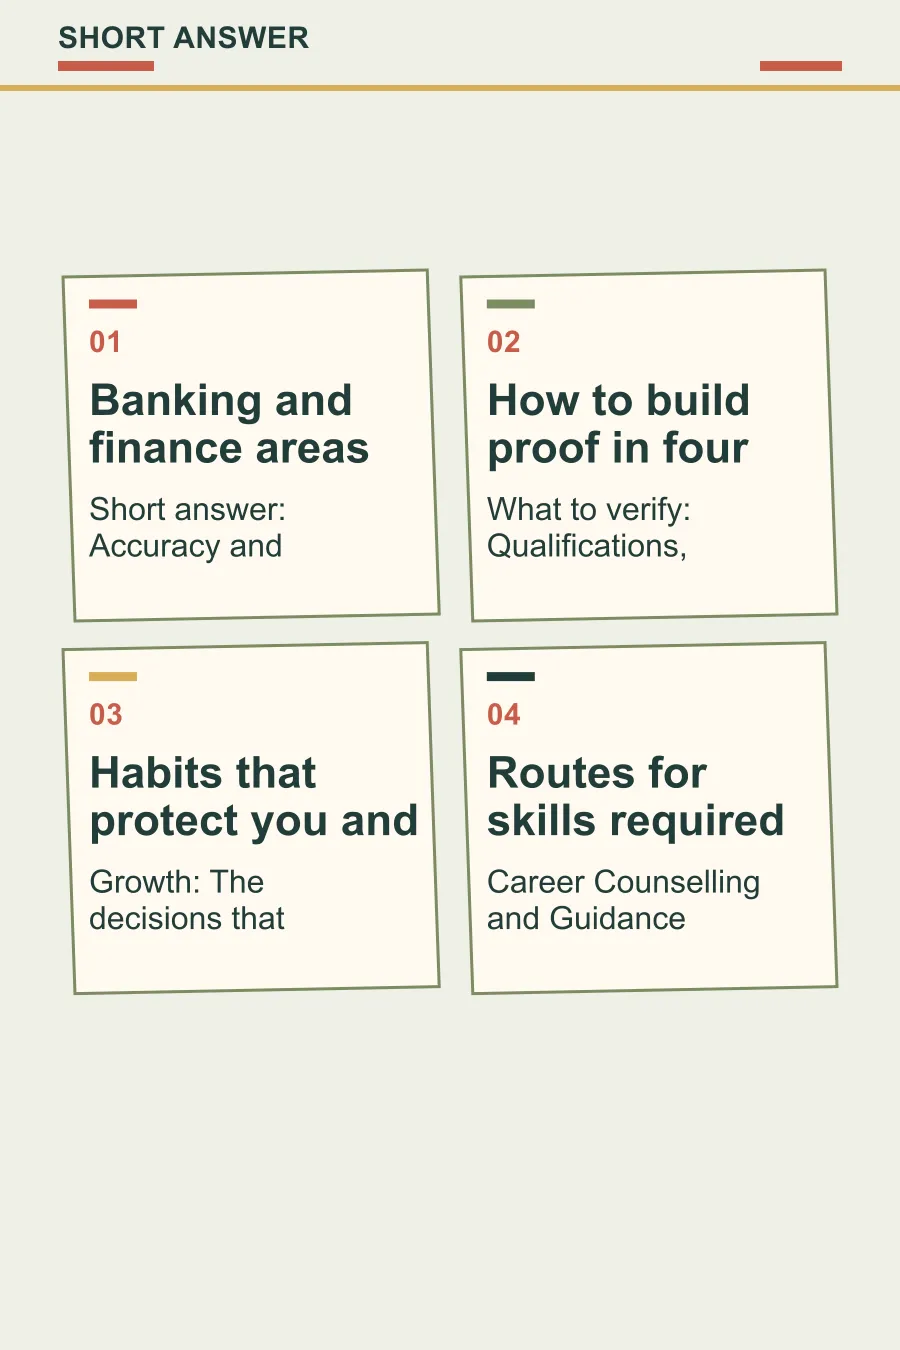 SHORT ANSWER
01
Banking and
finance areas
Short answer:
Accuracy and
02
How to build
proof in four
What to verify:
Qualifications,
03
Habits that
protect you and
Growth: The
decisions that
04
Routes for
skills required
Career Counselling
and Guidance